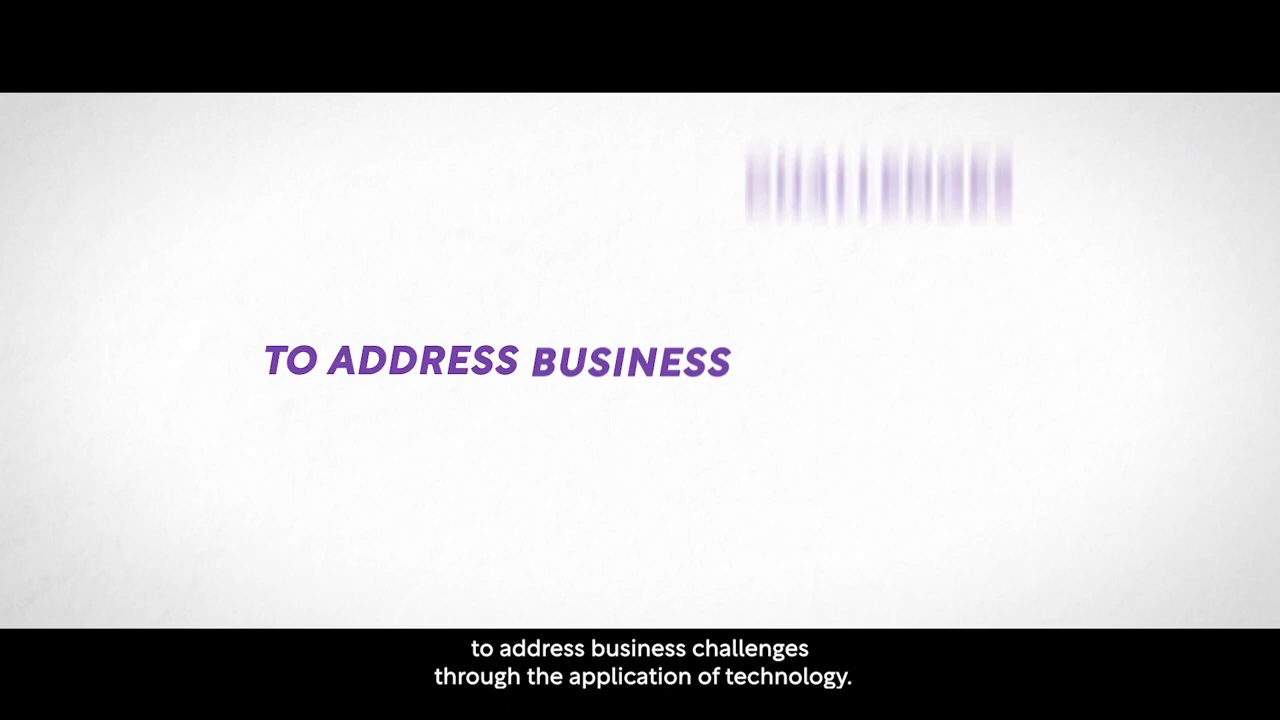 TO ADDRESS BUSINESS
to address business challenges
through the application of technology.